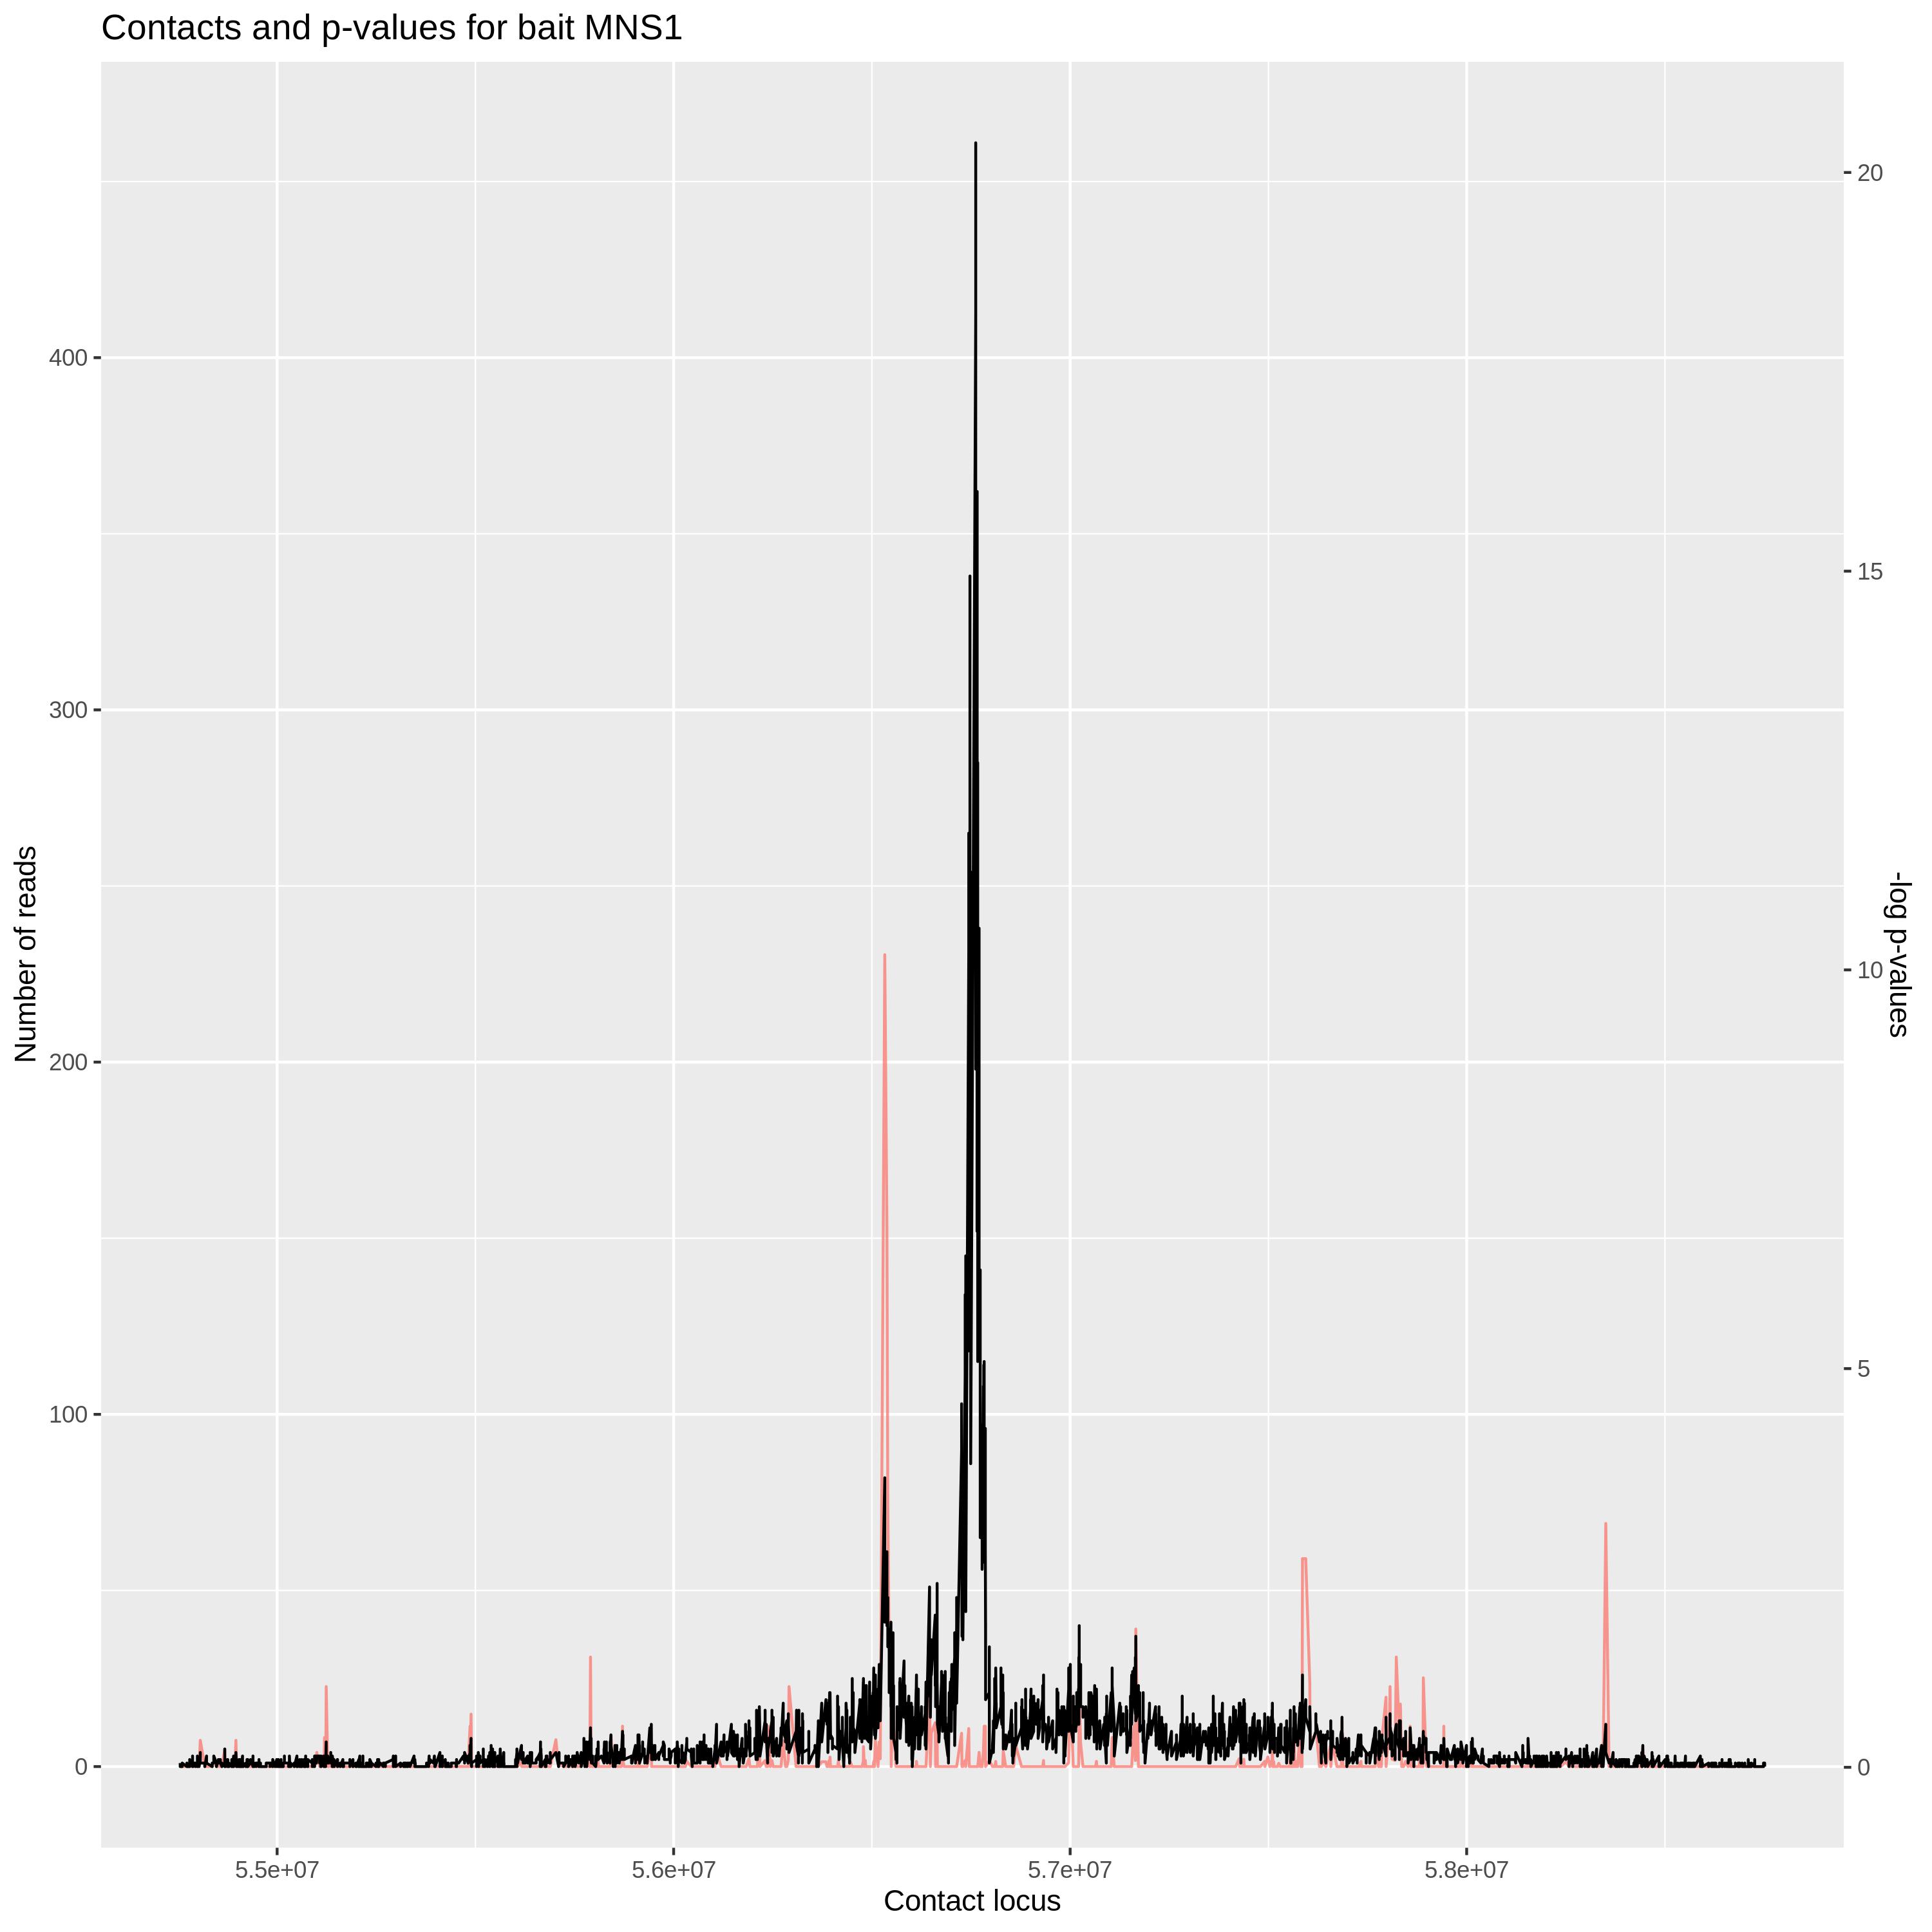 Contacts and p-values for bait MNS1
Number of reads
400
300
200
100
0
20
15
10
5
0
-log p-values
5.5e+07
5.6e+07
5.7e+07
5.8e+07
Contact locus